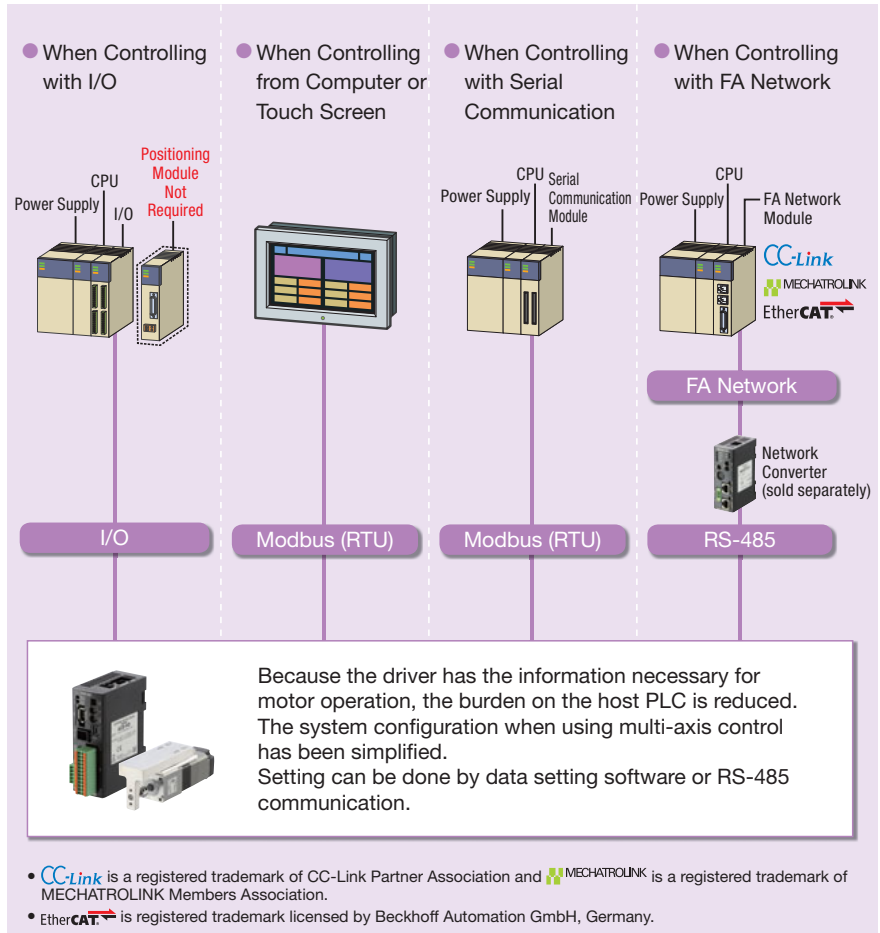 ● When Controlling
with I/O
● When Controlling
from Computer or
Touch Screen
● When Controlling
with Serial
Communication
● When Controlling
with FA Network
Positioning
Module
Not
Required
CPU
Power Supply
I/O
CPU
Power Supply
Serial
Communication
Module
CPU
Power Supply
FA Network
Module
CC-Link
MECHATROLINK
EtherCAT.
FA Network
Network
Converter
(sold separately)
I/O
Modbus (RTU)
Modbus (RTU)
RS-485
Because the driver has the information necessary for
motor operation, the burden on the host PLC is reduced.
The system configuration when using multi-axis control
has been simplified.
Setting can be done by data setting software or RS-485
communication.
• CC-Link is a registered trademark of CC-Link Partner Association and MECHATROLINK is a registered trademark of
MECHATROLINK Members Association.
• EtherCAT. is registered trademark licensed by Beckhoff Automation GmbH, Germany.